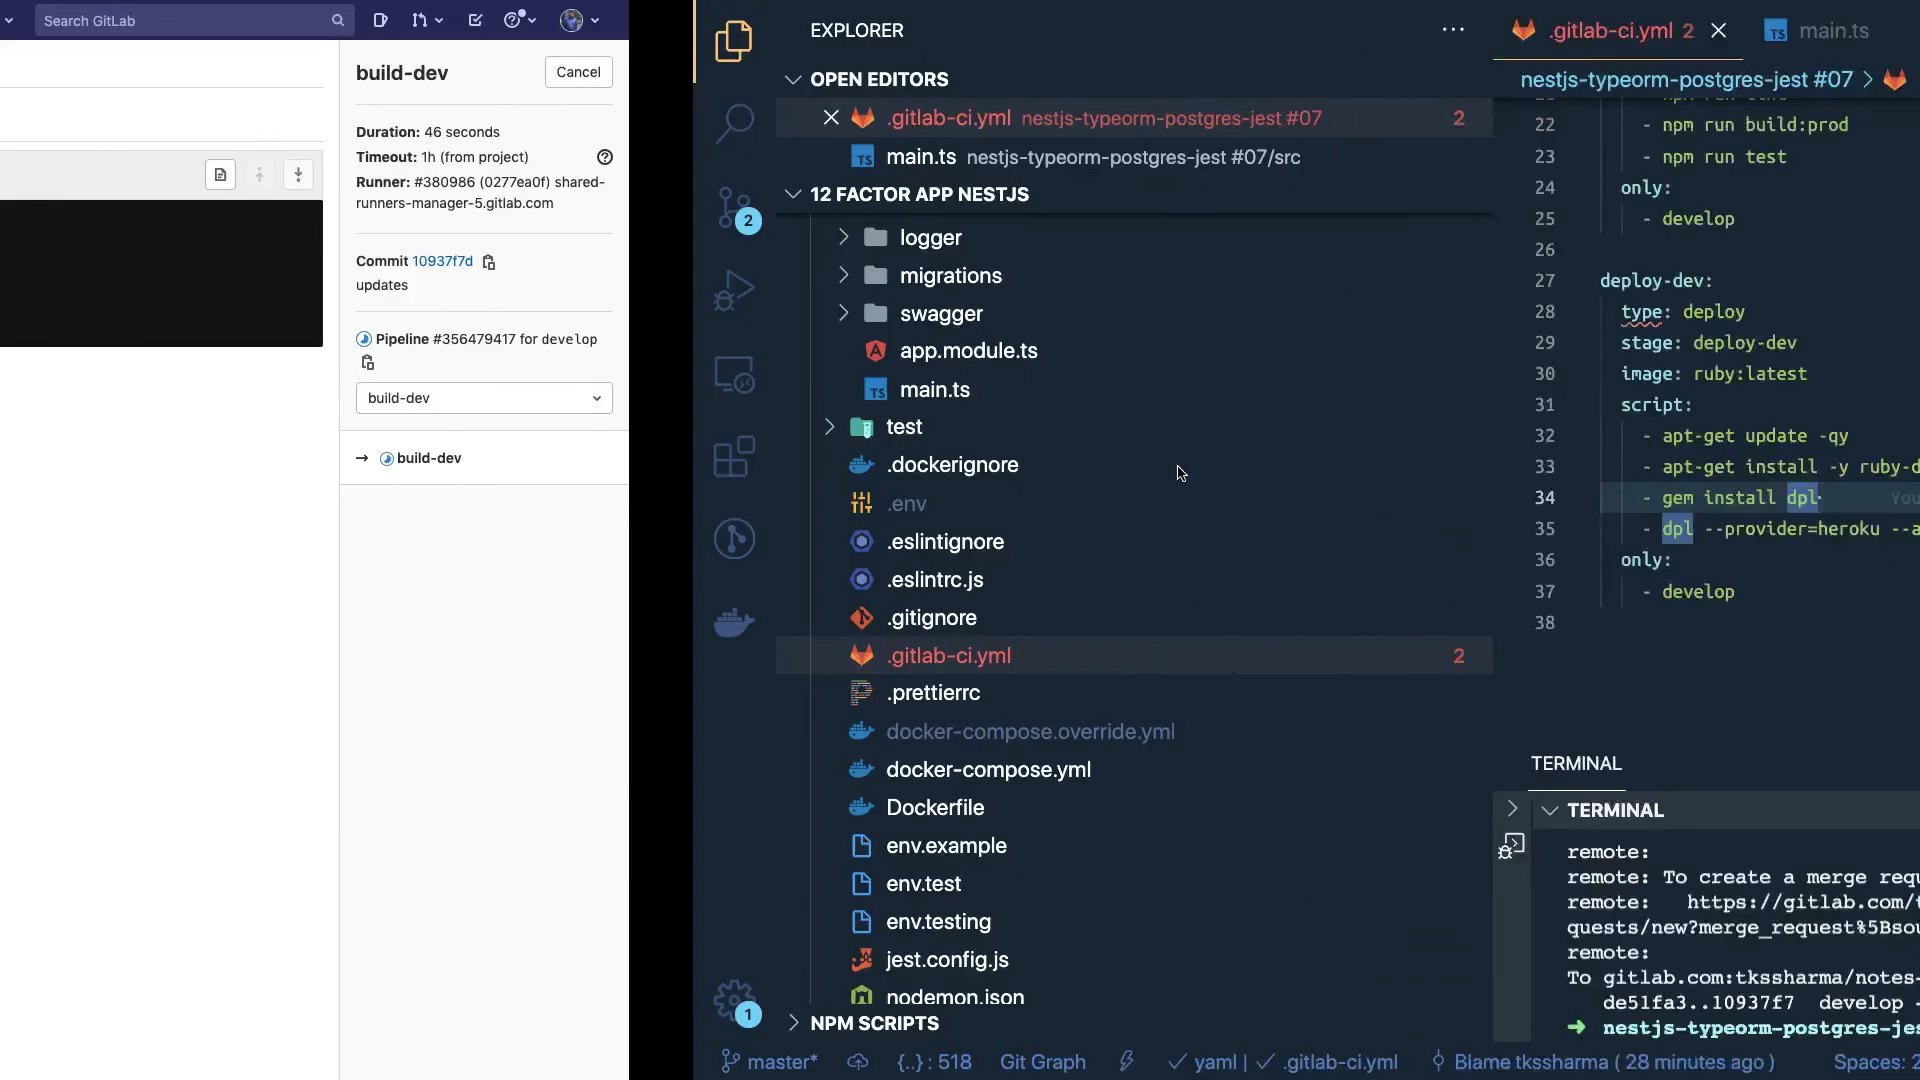 Search GitLab
build-dev
Cancel
Duration: 46 seconds
Timeout: 1h (from project)
Runner: #380986 (0277ea0f) shared-
runners-manager-5.gitlab.com
Commit 10937f7d
updates
Pipeline #356479417 for develop
build-dev
→ build-dev
EXPLORER
OPEN EDITORS
.gitlab-ci.yml nestjs-typeorm-postgres-jest #07 2
TS main.ts nestjs-typeorm-postgres-jest #07/src
12 FACTOR APP NESTJS
2
logger
migrations
swagger
app.module.ts
TS main.ts
test
.dockerignore
.env
.eslintignore
.eslintrc.js
.gitignore
.gitlab-ci.yml 2
.prettierrc
docker-compose.override.yml
docker-compose.yml
Dockerfile
env.example
env.test
env.testing
jest.config.js
nodemon.json
1
NPM SCRIPTS
.gitlab-ci.yml 2
TS main.ts
nestjs-typeorm-postgres-jest #07 >
22 - npm run build:prod
23 - npm run test
24 only:
25 - develop
26
27 deploy-dev:
28 type: deploy
29 stage: deploy-dev
30 image: ruby:latest
31 script:
32 - apt-get update -qy
33 - apt-get install -y ruby-d
34 - gem install dpl You
35 - dpl --provider=heroku --a
36 only:
37 - develop
38
TERMINAL
TERMINAL
remote:
remote: To create a merge requ
remote: https://gitlab.com/t
quests/new?merge_request%5Bsou
remote:
To gitlab.com:tkssharma/notes-
de51fa3..10937f7 develop -
➜ nestjs-typeorm-postgres-jes
master* {..} : 518 Git Graph ✓ yaml | ✓ .gitlab-ci.yml Blame tkssharma ( 28 minutes ago ) Spaces: 2